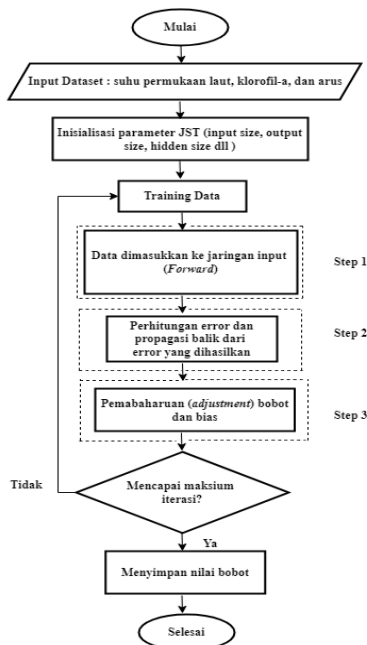 Mulai
Input Dataset : suhu permukaan laut, klorofil-a, dan arus
Inisialisasi parameter JST (input size, output
size, hidden size dll )
Training Data
Data dimasukkan ke jaringan input
(Forward)
Step 1
Perhitungan error dan
propagasi balik dari
error yang dihasilkan
Step 2
Pemabaharuan (adjustment) bobot
dan bias
Step 3
Tidak
Mencapai maksium
iterasi?
Ya
Menyimpan nilai bobot
Selesai